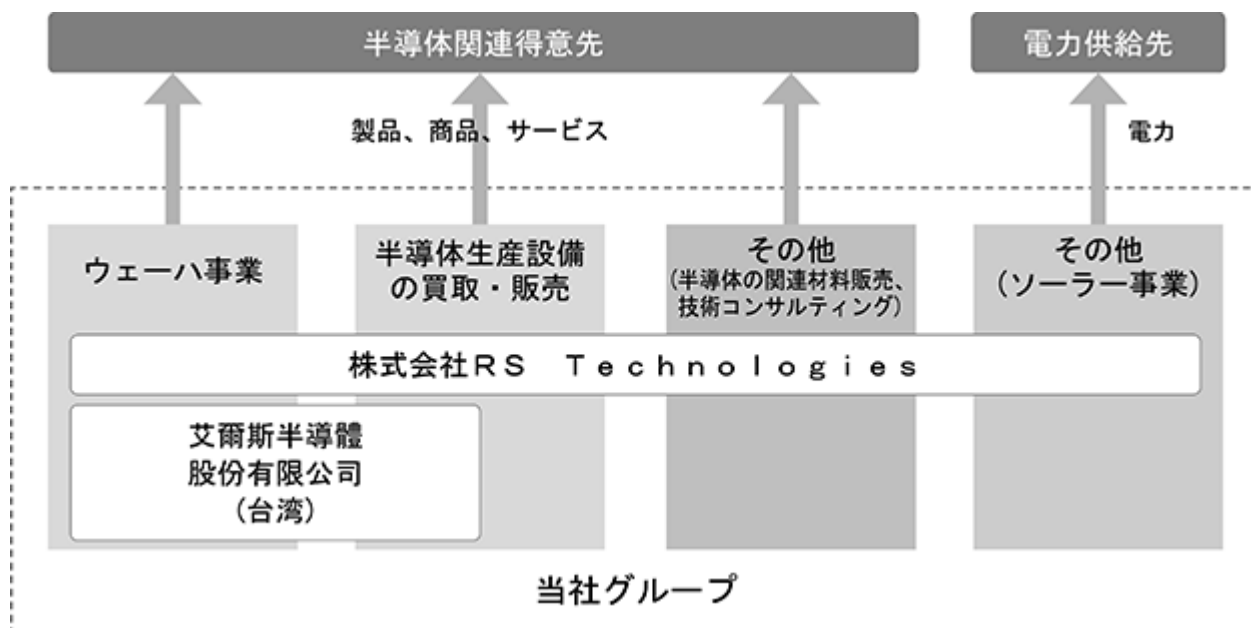 半導体関連得意先
電力供給先
製品、商品、サービス
電力
ウェーハ事業
半導体生産設備
の買取・販売
その他
(半導体の関連材料販売、
技術コンサルティング)
その他
(ソーラー事業)
株式会社RS Technologies
艾爾斯半導體
股份有限公司
(台湾)
当社グループ